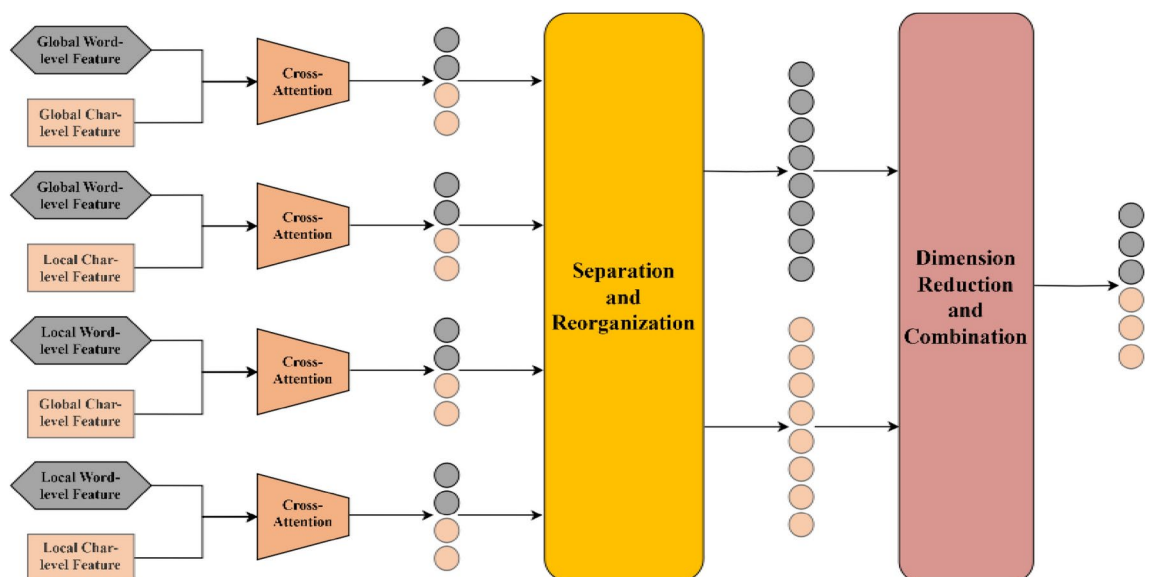 Global Word-
level Feature
Global Char-
level Feature
Cross-
Attention
Global Word-
level Feature
Local Char-
level Feature
Cross-
Attention
Local Word-
level Feature
Global Char-
level Feature
Cross-
Attention
Local Word-
level Feature
Local Char-
level Feature
Cross-
Attention
Separation
and
Reorganization
Dimension
Reduction
and
Combination